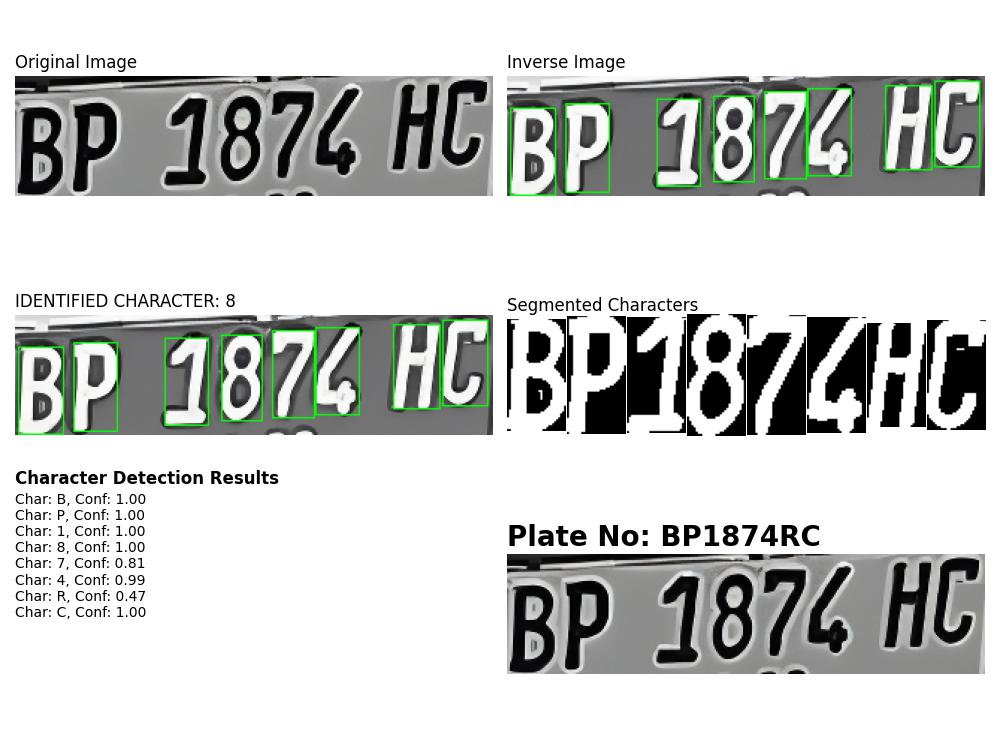 Original Image
BP 1874 HC
Inverse Image
BP 1874 HC
IDENTIFIED CHARACTER: 8
BP 1874 HC
Segmented Characters
BP1874HC
Character Detection Results
Char: B, Conf: 1.00
Char: P, Conf: 1.00
Char: 1, Conf: 1.00
Char: 8, Conf: 1.00
Char: 7, Conf: 0.81
Char: 4, Conf: 0.99
Char: R, Conf: 0.47
Char: C, Conf: 1.00
Plate No: BP1874RC
BP 1874 HC